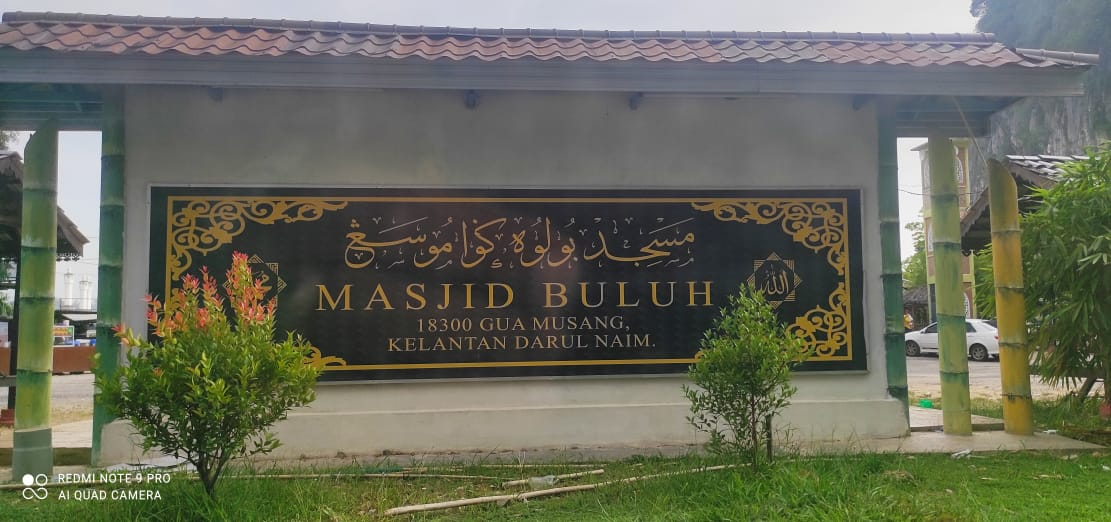 مسجد بولوه ݢوا موسڠ
MASJID BULUH
18300 GUA MUSANG,
KELANTAN DARUL NAIM.
الله
REDMI NOTE 9 PRO
AI QUAD CAMERA